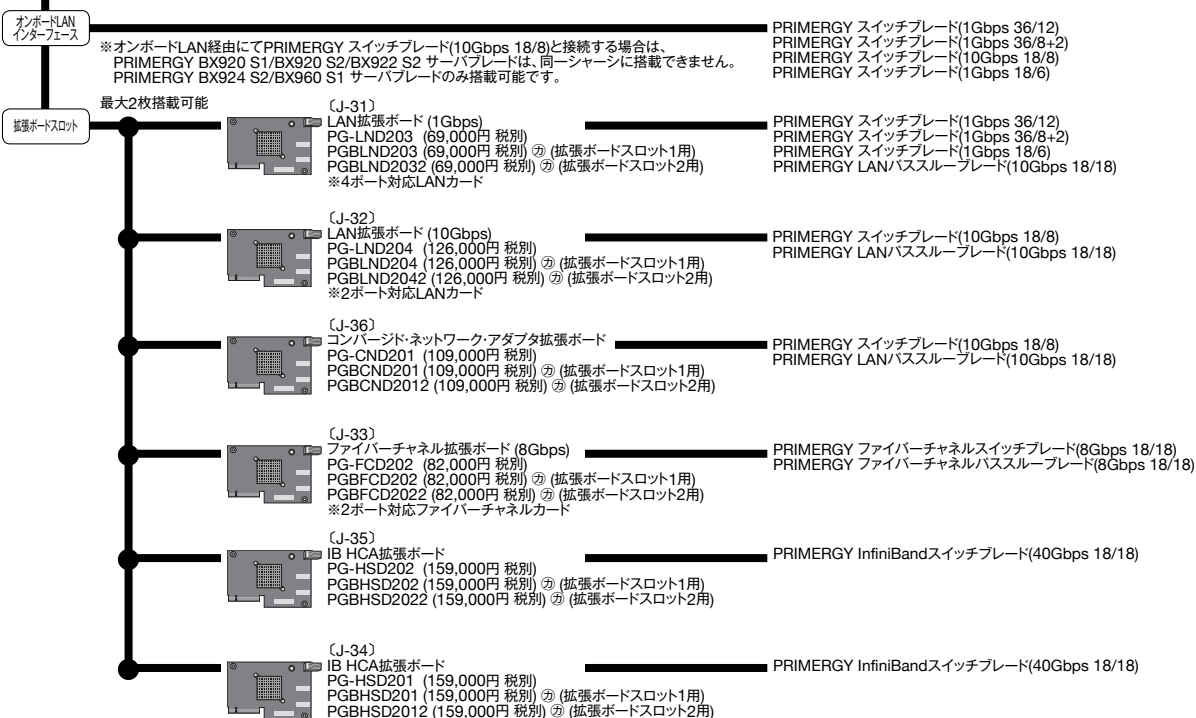 オンボードLAN
インターフェース
PRIMERGY スイッチブレード(1Gbps 36/12)
PRIMERGY スイッチブレード(1Gbps 36/8+2)
PRIMERGY スイッチブレード(10Gbps 18/8)
PRIMERGY スイッチブレード(1Gbps 18/6)
※オンボードLAN経由にてPRIMERGY スイッチブレード(10Gbps 18/8)と接続する場合は、
PRIMERGY BX920 S1/BX920 S2/BX922 S2 サーバブレードは、同一シャーシに搭載できません。
PRIMERGY BX924 S2/BX960 S1 サーバブレードのみ搭載可能です。
拡張ボードスロット
最大2枚搭載可能
〔J-31〕
LAN拡張ボード (1Gbps)
PG-LND203 (69,000円 税別)
PGBLND203 (69,000円 税別) ㋕ (拡張ボードスロット1用)
PGBLND2032 (69,000円 税別) ㋕ (拡張ボードスロット2用)
※4ポート対応LANカード
PRIMERGY スイッチブレード(1Gbps 36/12)
PRIMERGY スイッチブレード(1Gbps 36/8+2)
PRIMERGY スイッチブレード(1Gbps 18/6)
PRIMERGY LANパススルーブレード(10Gbps 18/18)
〔J-32〕
LAN拡張ボード (10Gbps)
PG-LND204 (126,000円 税別)
PGBLND204 (126,000円 税別) ㋕ (拡張ボードスロット1用)
PGBLND2042 (126,000円 税別) ㋕ (拡張ボードスロット2用)
※2ポート対応LANカード
PRIMERGY スイッチブレード(10Gbps 18/8)
PRIMERGY LANパススルーブレード(10Gbps 18/18)
〔J-36〕
コンバージド・ネットワーク・アダプタ拡張ボード
PG-CND201 (109,000円 税別)
PGBCND201 (109,000円 税別) ㋕ (拡張ボードスロット1用)
PGBCND2012 (109,000円 税別) ㋕ (拡張ボードスロット2用)
PRIMERGY スイッチブレード(10Gbps 18/8)
PRIMERGY LANパススルーブレード(10Gbps 18/18)
〔J-33〕
ファイバーチャネル拡張ボード (8Gbps)
PG-FCD202 (82,000円 税別)
PGBFCD202 (82,000円 税別) ㋕ (拡張ボードスロット1用)
PGBFCD2022 (82,000円 税別) ㋕ (拡張ボードスロット2用)
※2ポート対応ファイバーチャネルカード
PRIMERGY ファイバーチャネルスイッチブレード(8Gbps 18/18)
PRIMERGY ファイバーチャネルパススルーブレード(8Gbps 18/18)
〔J-35〕
IB HCA拡張ボード
PG-HSD202 (159,000円 税別)
PGBHSD202 (159,000円 税別) ㋕ (拡張ボードスロット1用)
PGBHSD2022 (159,000円 税別) ㋕ (拡張ボードスロット2用)
PRIMERGY InfiniBandスイッチブレード(40Gbps 18/18)
〔J-34〕
IB HCA拡張ボード
PG-HSD201 (159,000円 税別)
PGBHSD201 (159,000円 税別) ㋕ (拡張ボードスロット1用)
PGBHSD2012 (159,000円 税別) ㋕ (拡張ボードスロット2用)
PRIMERGY InfiniBandスイッチブレード(40Gbps 18/18)